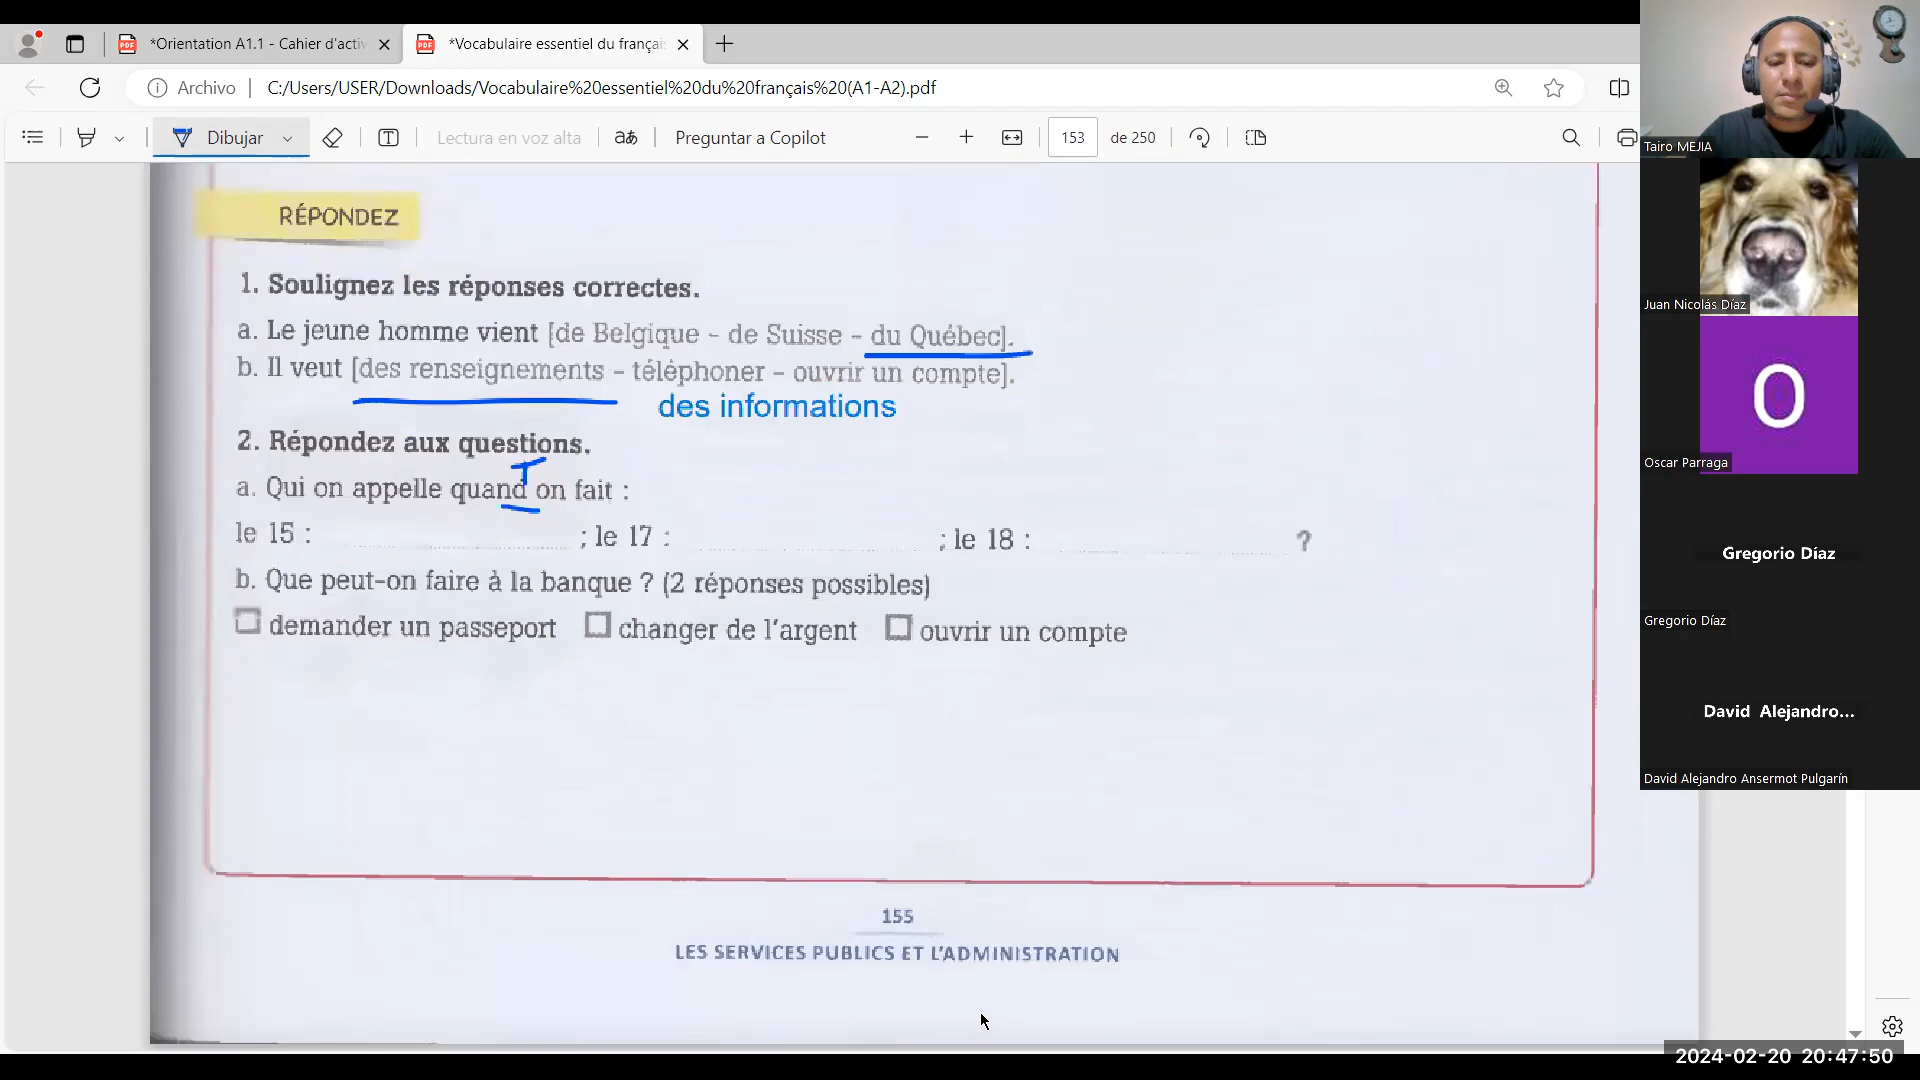 *Orientation A1.1 - Cahier d'activ
*Vocabulaire essentiel du françai
Archivo
C:/Users/USER/Downloads/Vocabulaire%20essentiel%20du%20français%20(A1-A2).pdf
Dibujar
Lectura en voz alta
aあ
Preguntar a Copilot
153
de 250
RÉPONDEZ
1. Soulignez les réponses correctes.
a. Le jeune homme vient [de Belgique – de Suisse – du Québec].
b. Il veut [des renseignements – téléphoner – ouvrir un compte].
des informations
2. Répondez aux questions.
T
a. Qui on appelle quand on fait :
le 15 : ; le 17 : ; le 18 : ?
b. Que peut-on faire à la banque ? (2 réponses possibles)
demander un passeport changer de l'argent ouvrir un compte
155
LES SERVICES PUBLICS ET L'ADMINISTRATION
Tairo MEJIA
Juan Nicolás Díaz
O
Oscar Parraga
Gregorio Díaz
Gregorio Díaz
David Alejandro...
David Alejandro Ansermot Pulgarín
2024-02-20 20:47:50